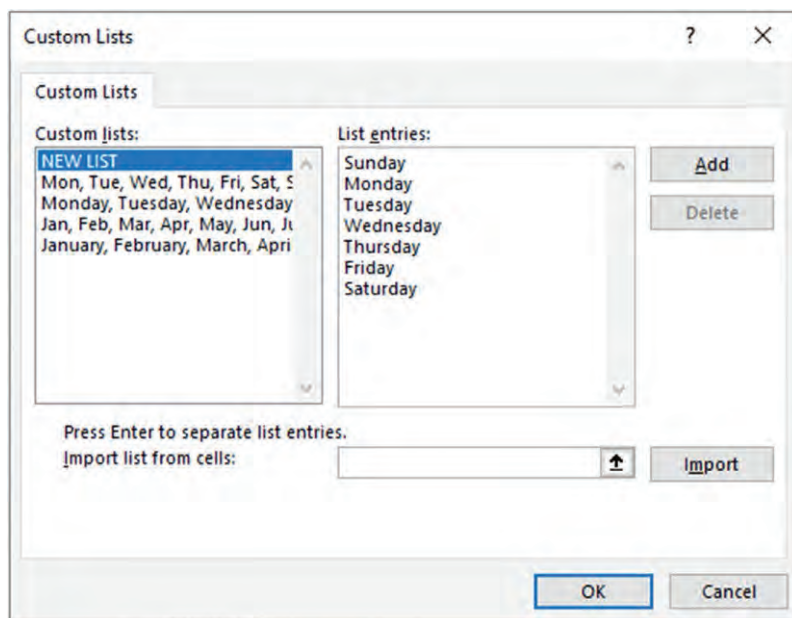 Custom Lists ?
Custom Lists
Custom lists:
NEW LIST
Mon, Tue, Wed, Thu, Fri, Sat, S
Monday, Tuesday, Wednesday
Jan, Feb, Mar, Apr, May, Jun, Ju
January, February, March, Apri
List entries:
Sunday
Monday
Tuesday
Wednesday
Thursday
Friday
Saturday
Add
Delete
Press Enter to separate list entries.
Import list from cells:
Import
OK
Cancel